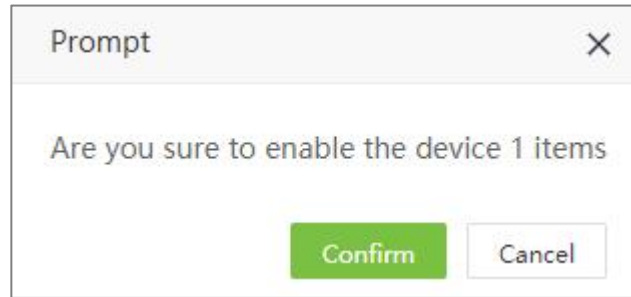 Prompt
Are you sure to enable the device 1 items
Confirm
Cancel